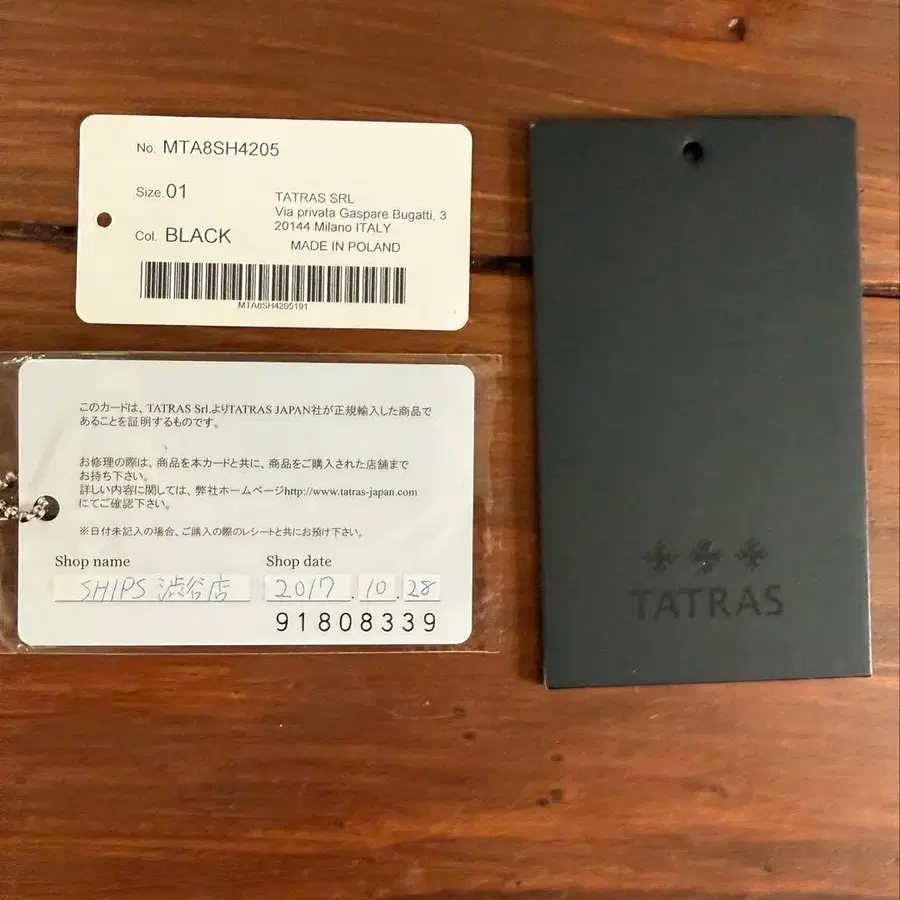 No. MTA8SH4205
Size. 01
Col. BLACK
TATRAS SRL
Via privata Gaspare Bugatti, 3
20144 Milano ITALY
MADE IN POLAND
MTA8SH4205191
このカードは、TATRAS Srl.よりTATRAS JAPAN社が正規輸入した商品で
あることを証明するものです。
お修理の際は、商品を本カードと共に、商品をご購入された店舗まで
お持ち下さい。
詳しい内容に関しては、弊社ホームページhttp://www.tatras-japan.com
にてご確認下さい。
※日付未記入の場合、ご購入の際のレシートと共にお預け下さい。
Shop name Shop date
SHIPS 渋谷店 2017.10.28
91808339
TATRAS